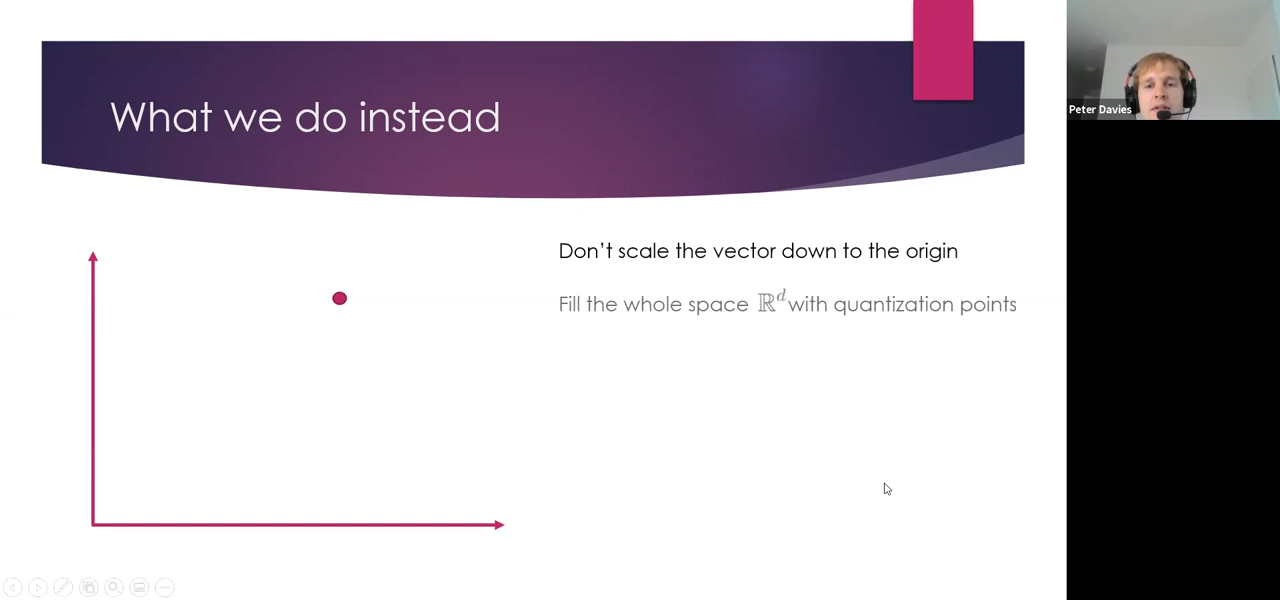 What we do instead
Peter Davies
Don't scale the vector down to the origin
Fill the whole space ℝᵈ with quantization points